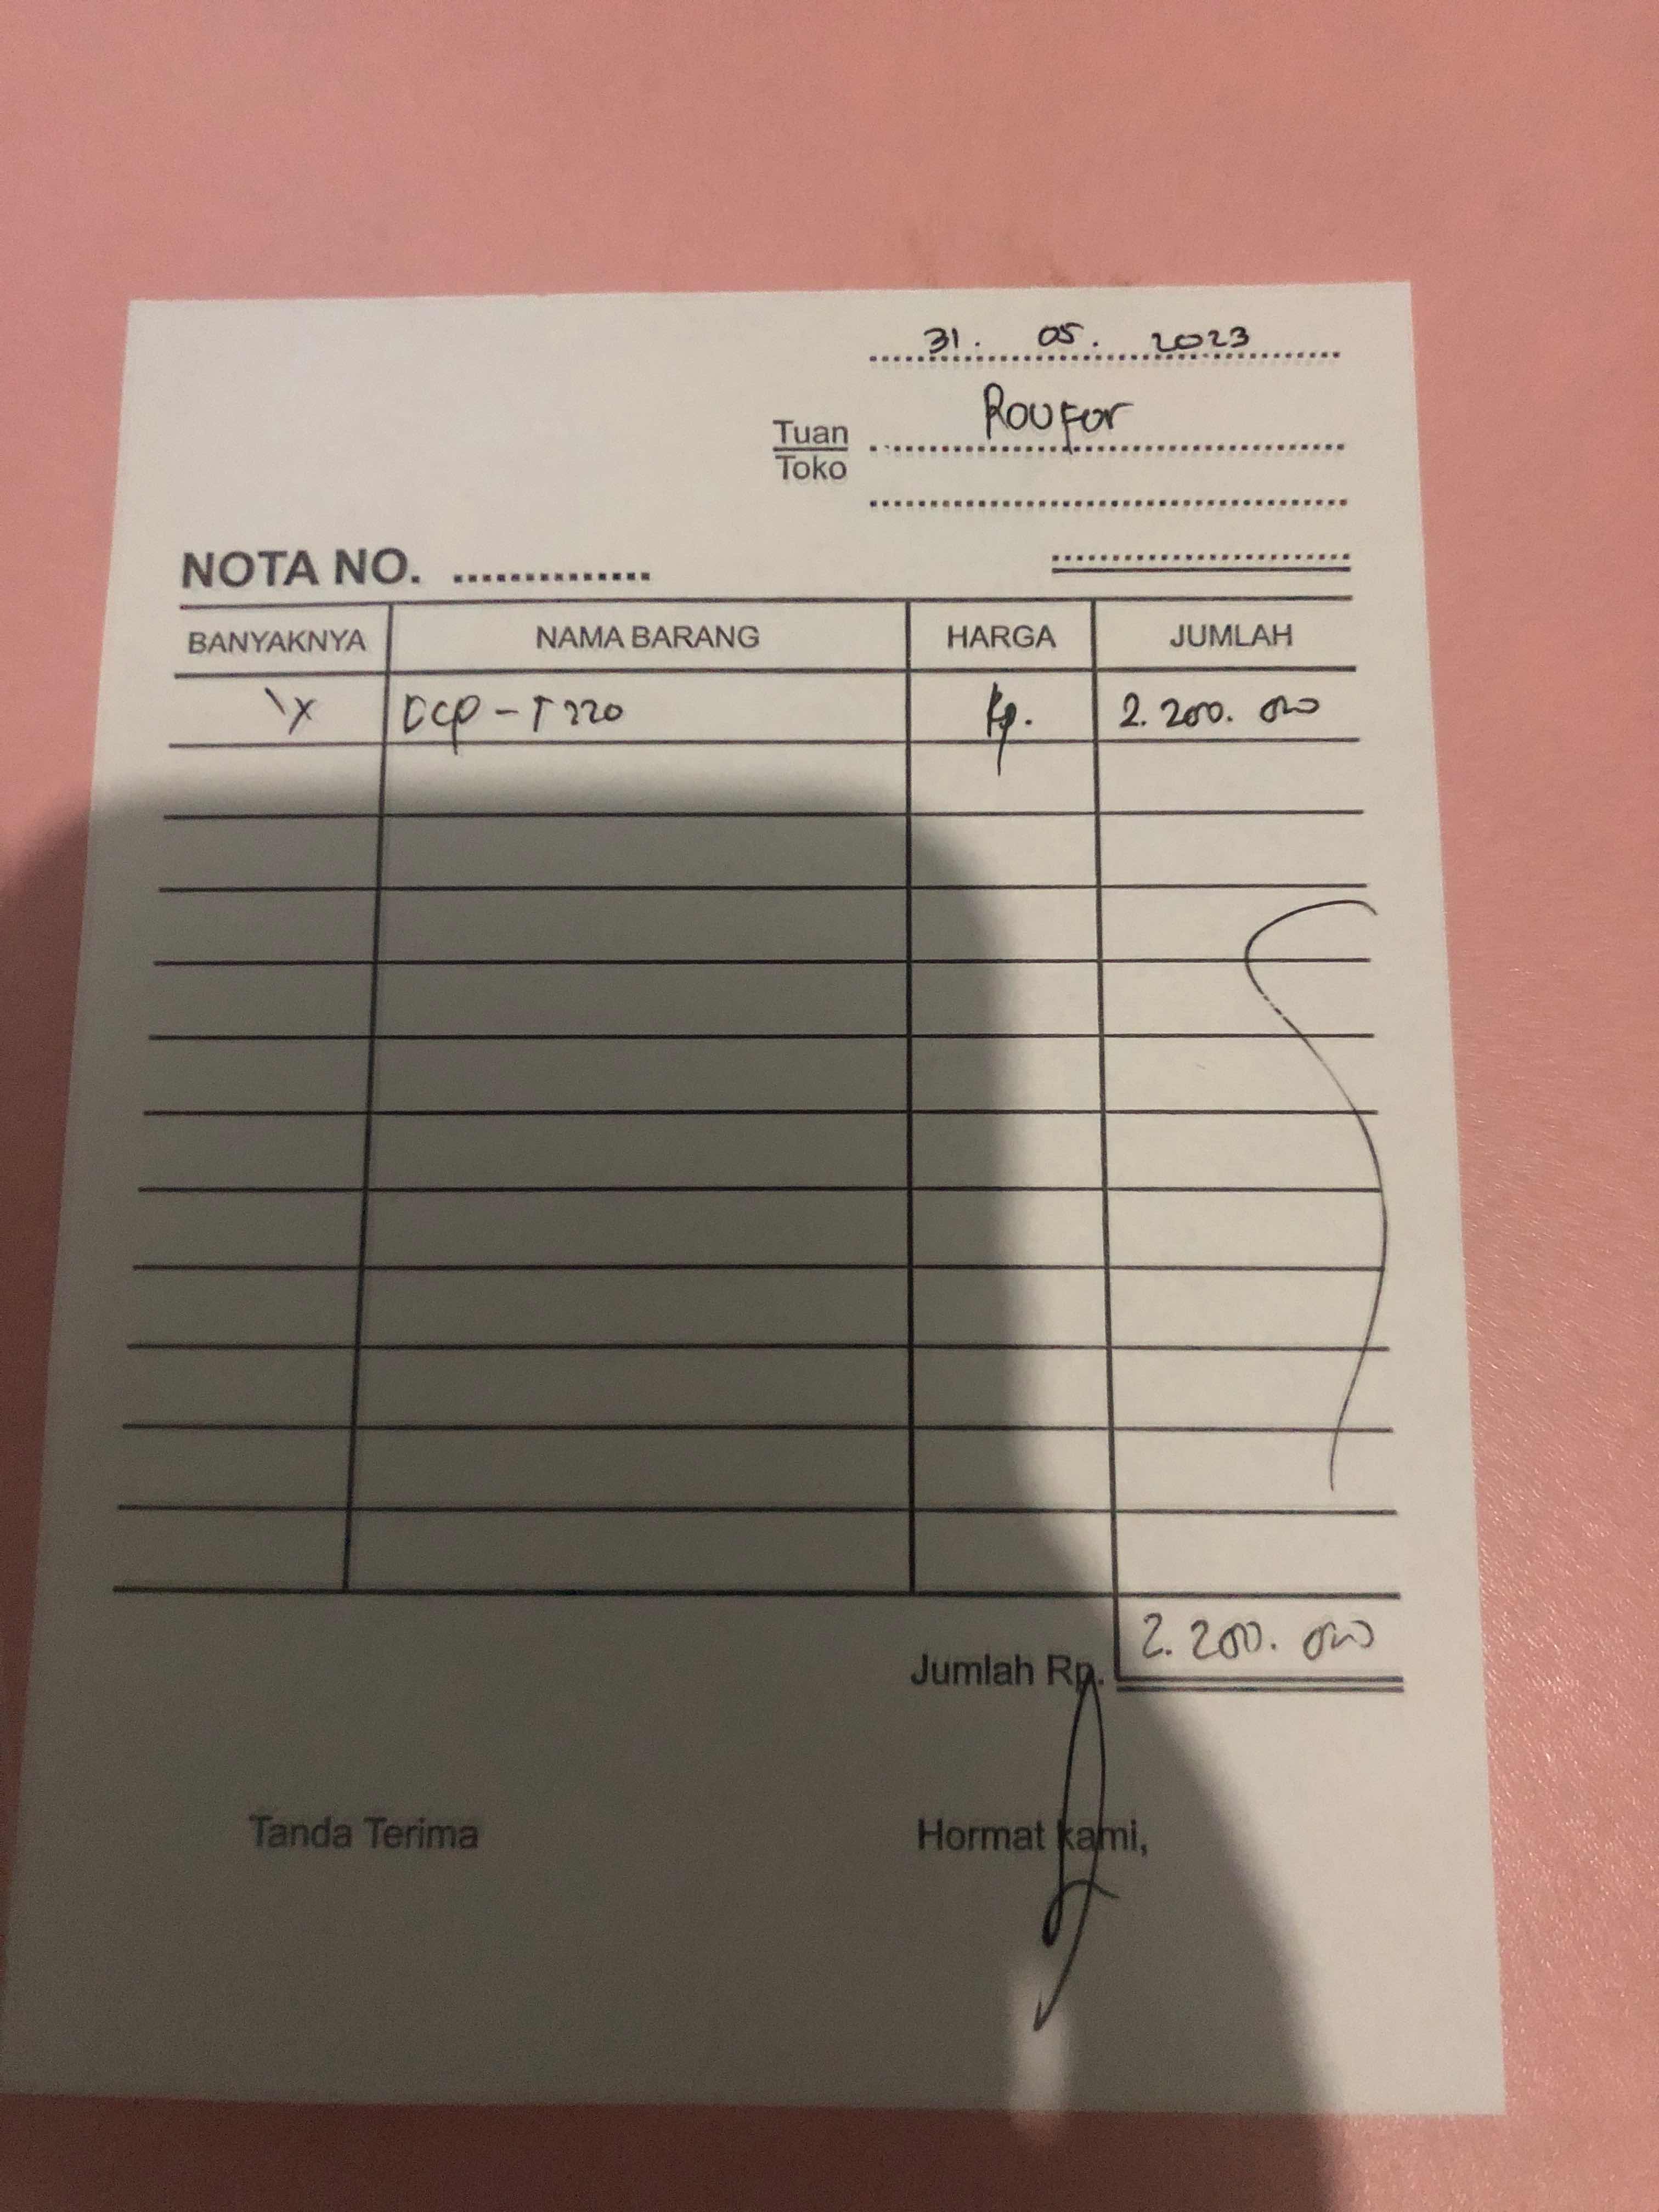 31. 05. 2023
Tuan Roufor
Toko
NOTA NO. ..............
BANYAKNYA NAMA BARANG HARGA JUMLAH
1x DCP-T220 Rp. 2.200.000
Jumlah Rp. 2.200.000
Tanda Terima Hormat kami,